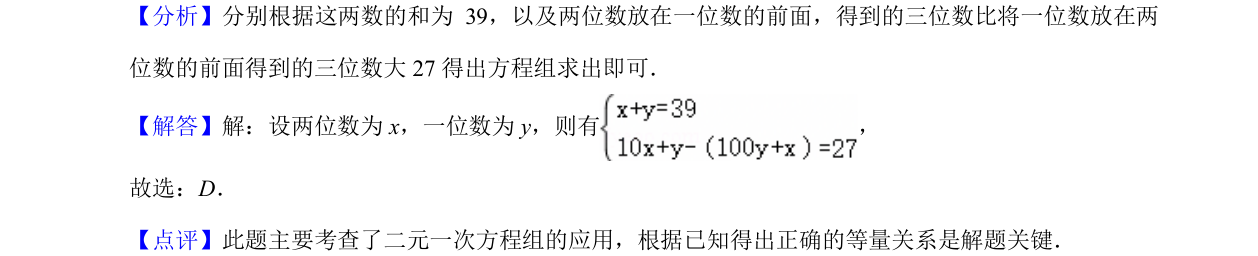 【分析】分别根据这两数的和为 39，以及两位数放在一位数的前面，得到的三位数比将一位数放在两
位数的前面得到的三位数大 27 得出方程组求出即可．
【解答】解：设两位数为 x，一位数为 y，则有{x+y=39
10x+y-（100y+x）=27，
故选：D．
【点评】此题主要考查了二元一次方程组的应用，根据已知得出正确的等量关系是解题关键．